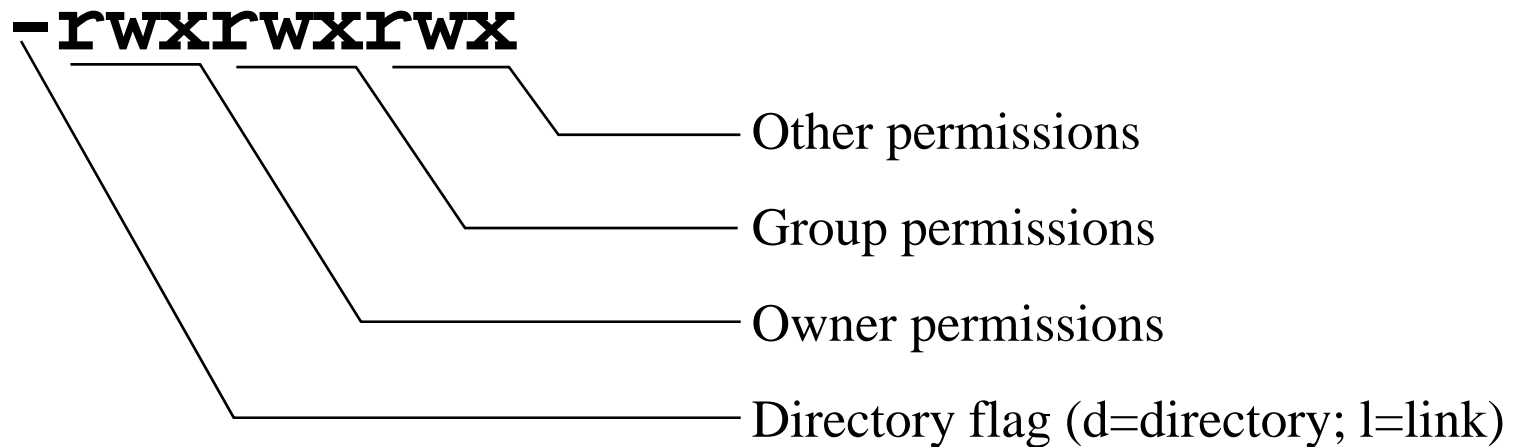 -rwxrwxrwx
Other permissions
Group permissions
Owner permissions
Directory flag (d=directory; l=link)